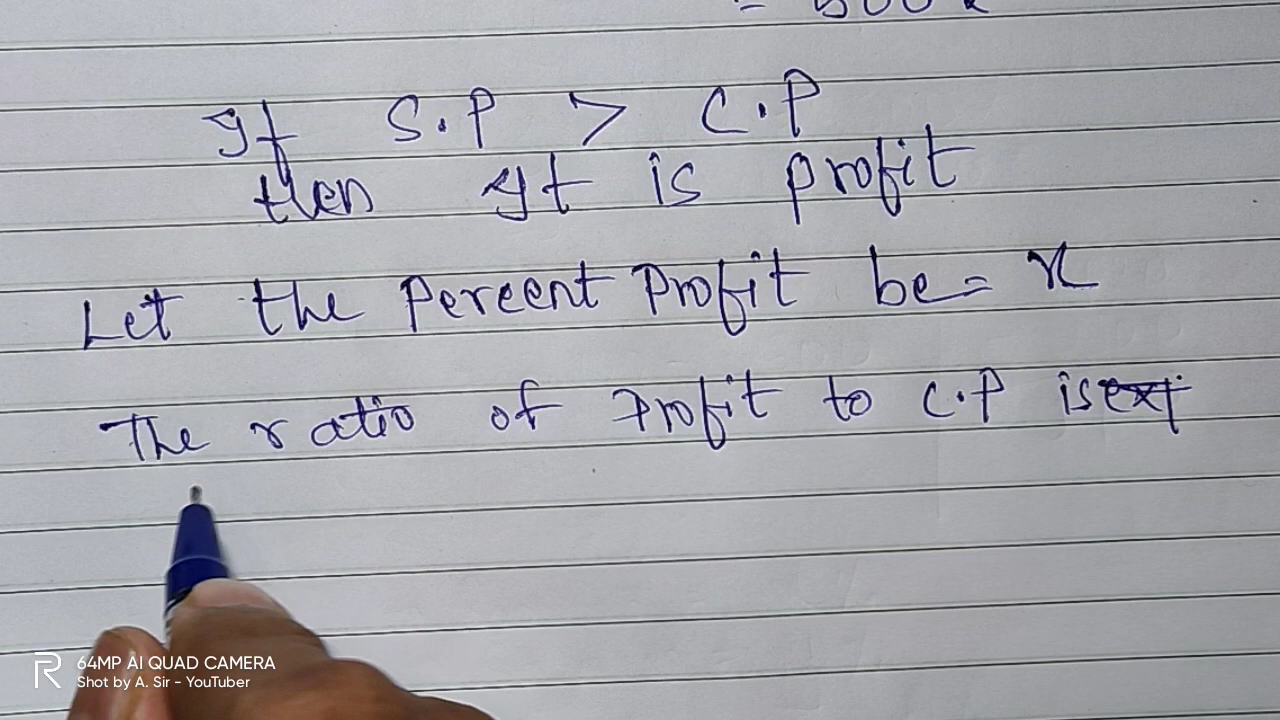 If S.P > C.P
then It is profit
Let the Percent Profit be = x
The ratio of Profit to C.P is
64MP AI QUAD CAMERA
Shot by A. Sir - YouTuber